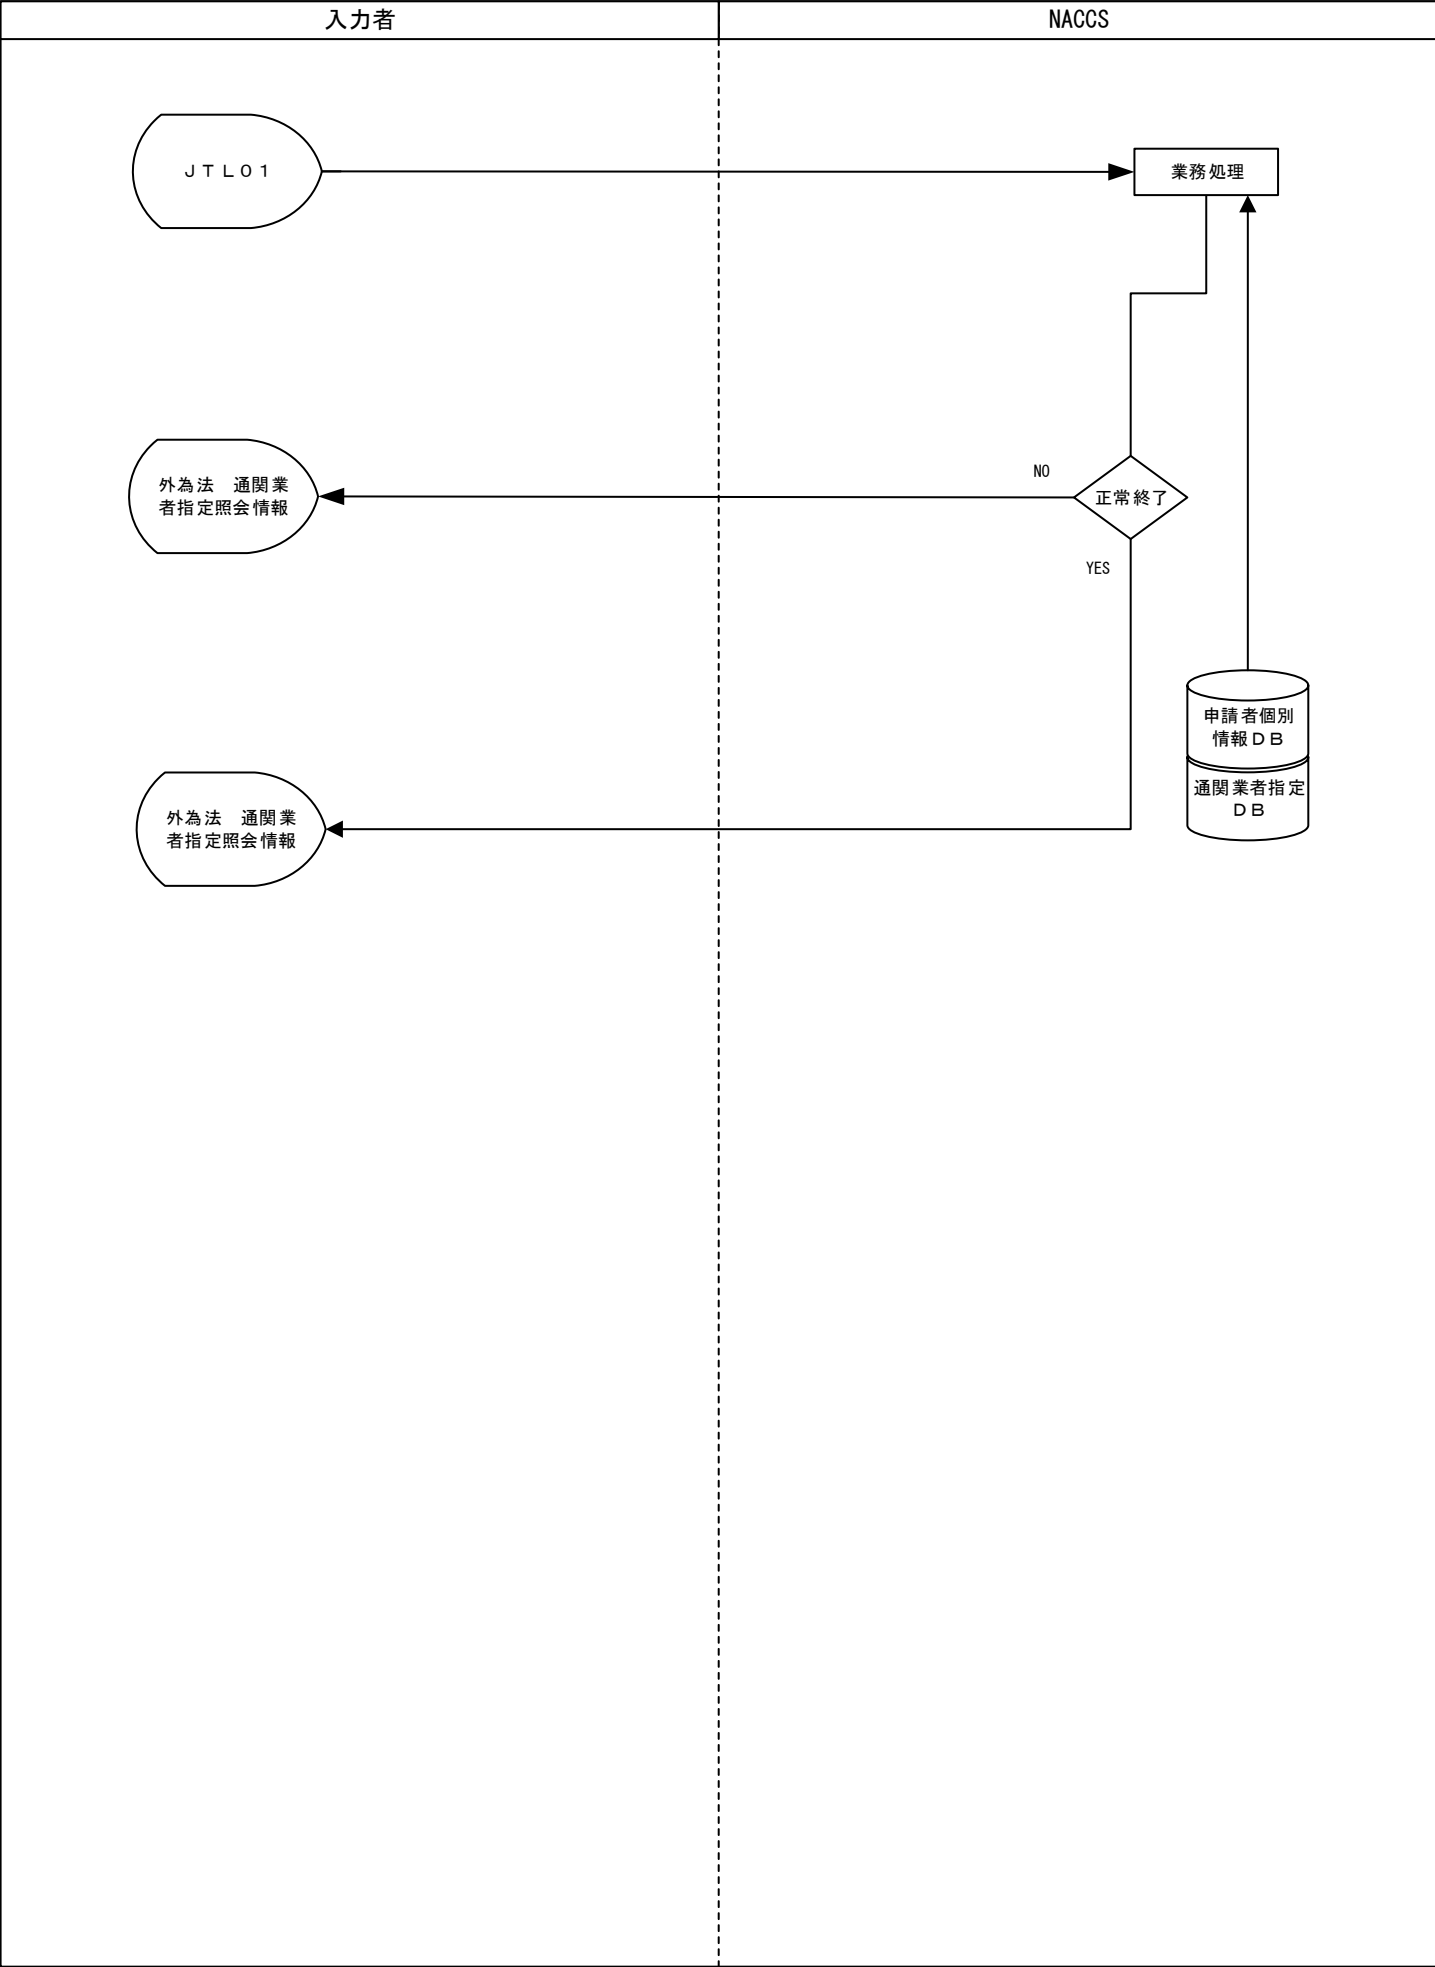 入力者
NACCS
ＪＴＬ０１
業務処理
NO
外為法　通関業
者指定照会情報
正常終了
YES
申請者個別
情報ＤＢ
通関業者指定
ＤＢ
外為法　通関業
者指定照会情報